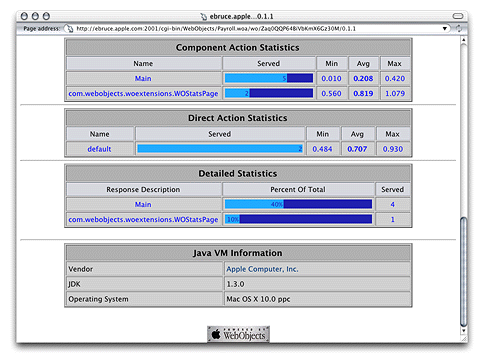 ebruce.apple...0.1.1
Page address: http://ebruce.apple.com:2001/cgi-bin/WebObjects/Payroll.woa/wo/Zaq0QQP64BiVbKmX6Gz30M/0.1.1
Component Action Statistics
Name Served Min Avg Max
Main 5 0.010 0.208 0.420
com.webobjects.woextensions.WOStatsPage 2 0.560 0.819 1.079
Direct Action Statistics
Name Served Min Avg Max
default 2 0.484 0.707 0.930
Detailed Statistics
Response Description Percent Of Total Served
Main 40% 4
com.webobjects.woextensions.WOStatsPage 10% 1
Java VM Information
Vendor Apple Computer, Inc.
JDK 1.3.0
Operating System Mac OS X 10.0 ppc
POWERED BY
WebObjects